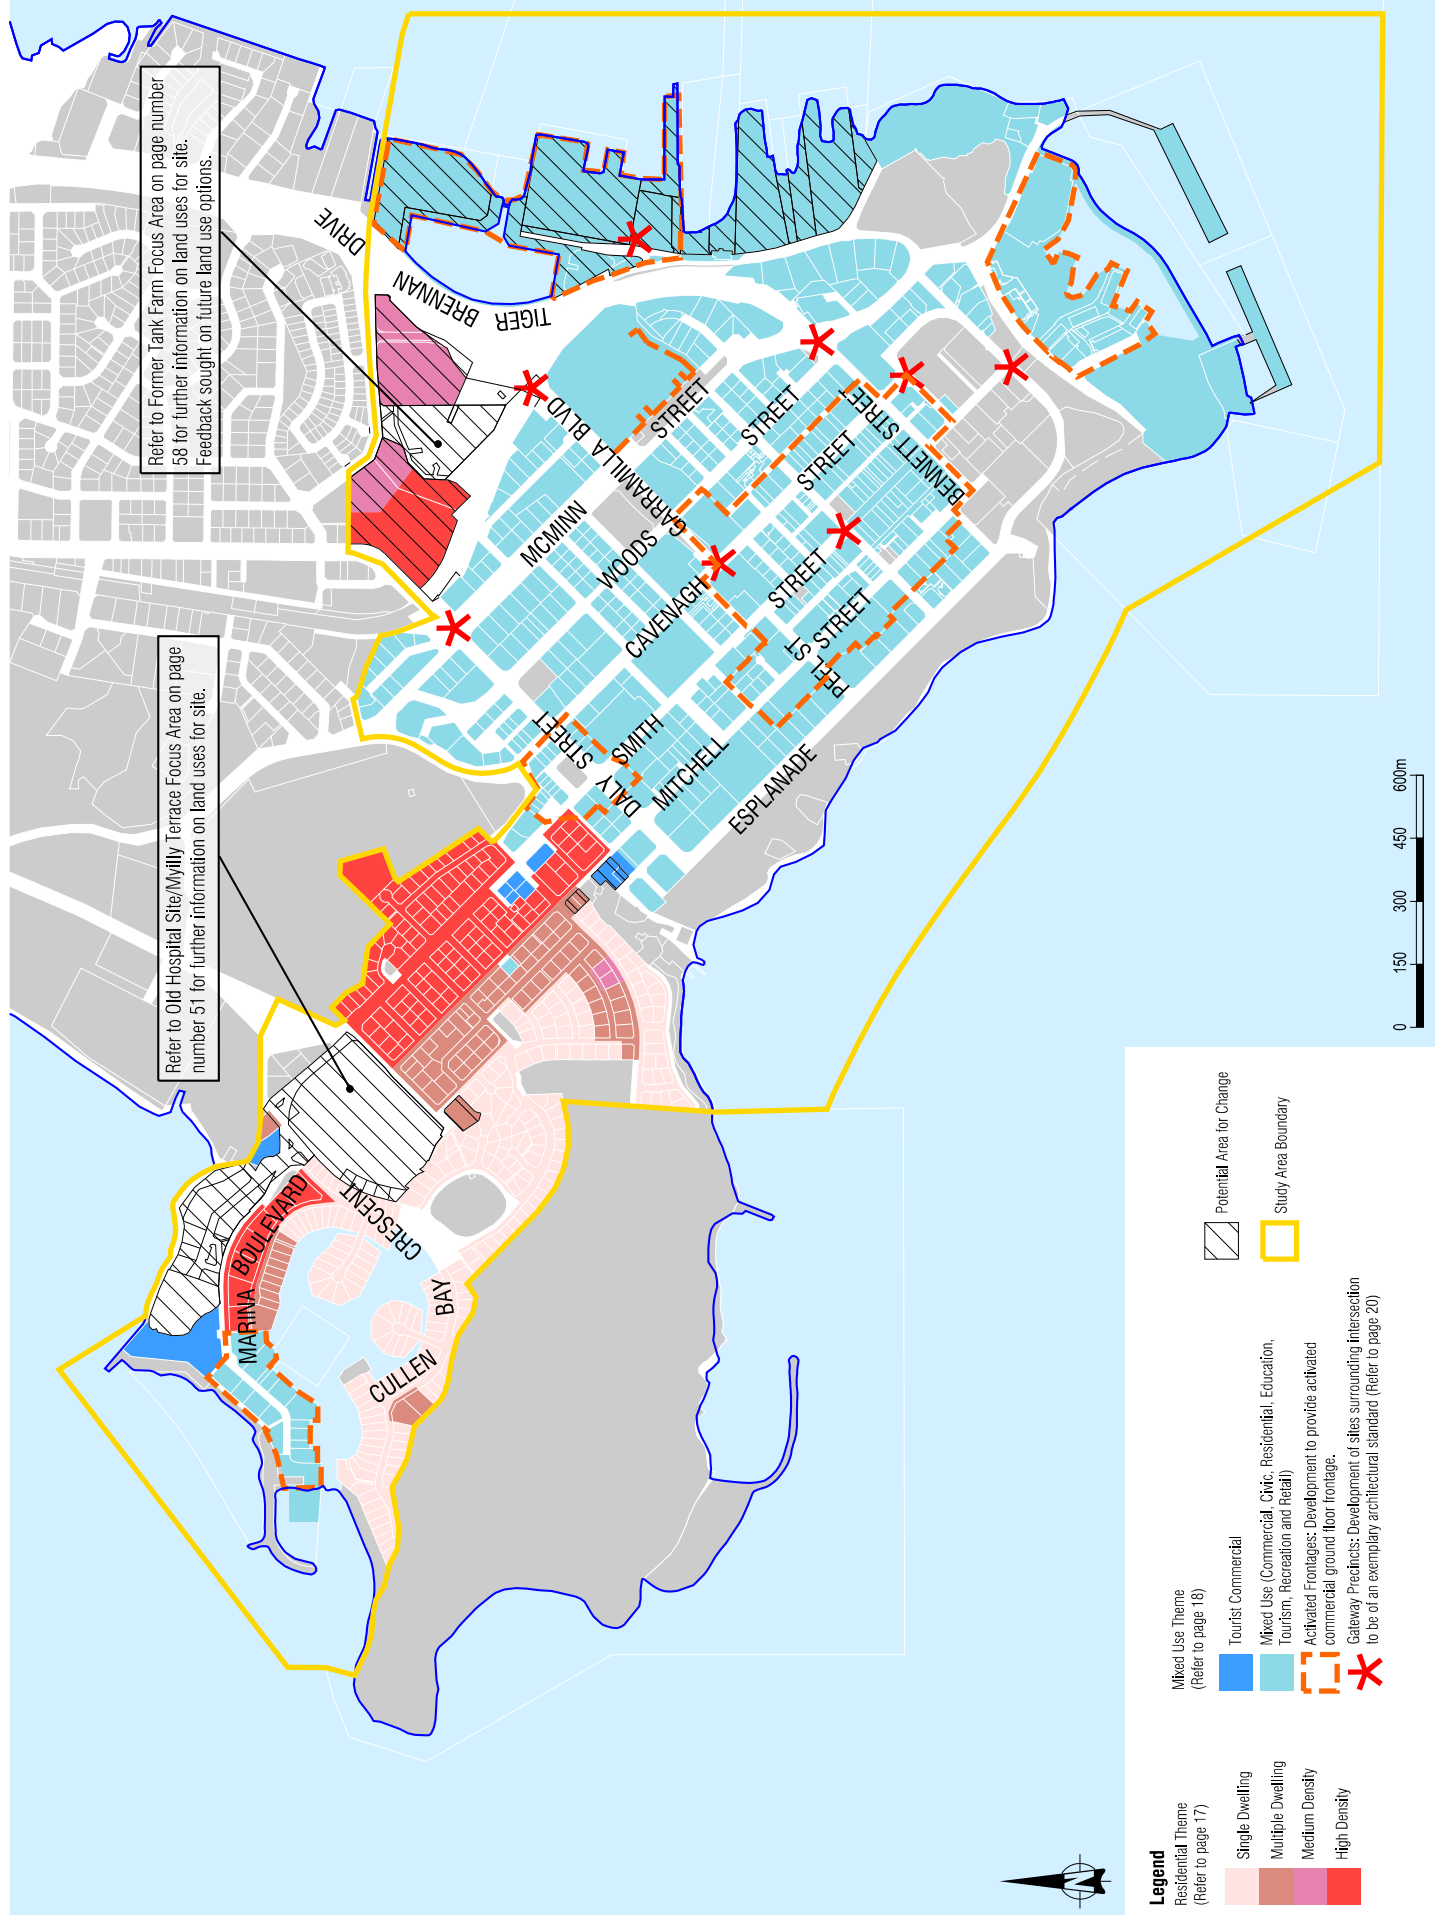 Refer to Former Tank Farm Focus Area on page number
58 for further information on land uses for site.
Feedback sought on future land use options.
Refer to Old Hospital Site/Myilly Terrace Focus Area on page
number 51 for further information on land uses for site.
DRIVE
BRENNAN
TIGER
GARRAMILLA BLVD
MCMINN
STREET
WOODS
STREET
CAVENAGH
STREET
BENNETT STREET
SMITH
STREET
MITCHELL
STREET
PEEL ST
DALY
STREET
ESPLANADE
MARINA
BOULEVARD
CULLEN
BAY
CRESCENT
0
150
300
450
600m
Legend
Residential Theme
(Refer to page 17)
Single Dwelling
Multiple Dwelling
Medium Density
High Density
Mixed Use Theme
(Refer to page 18)
Tourist Commercial
Mixed Use (Commercial, Civic, Residential, Education,
Tourism, Recreation and Retail)
Activated Frontages: Development to provide activated
commercial ground floor frontage.
Gateway Precincts: Development of sites surrounding intersection
to be of an exemplary architectural standard (Refer to page 20)
Potential Area for Change
Study Area Boundary